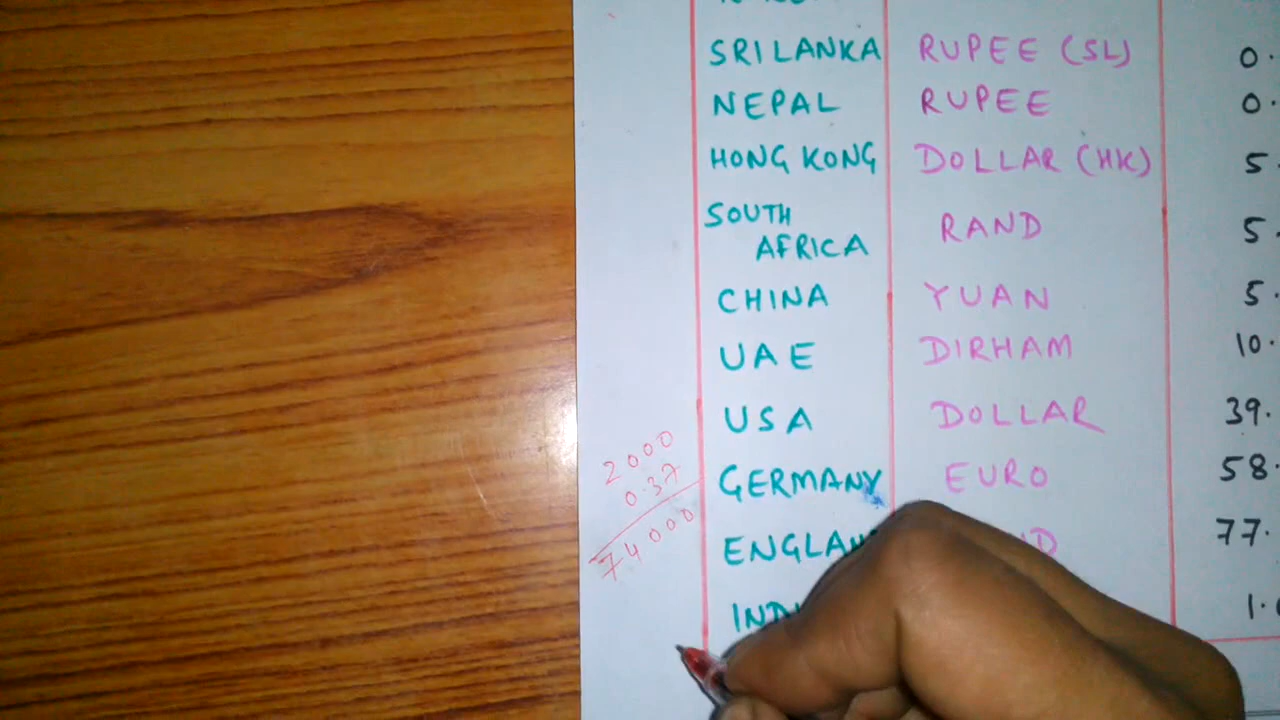 SRILANKA RUPEE (SL) 0.
NEPAL RUPEE 0.
HONG KONG DOLLAR (HK) 5
SOUTH
AFRICA RAND 5.
CHINA YUAN 5.
UAE DIRHAM 10.
USA DOLLAR 39.
GERMANY EURO 58.
ENGLAN 77.
IND 1.
2000
0.37
74000